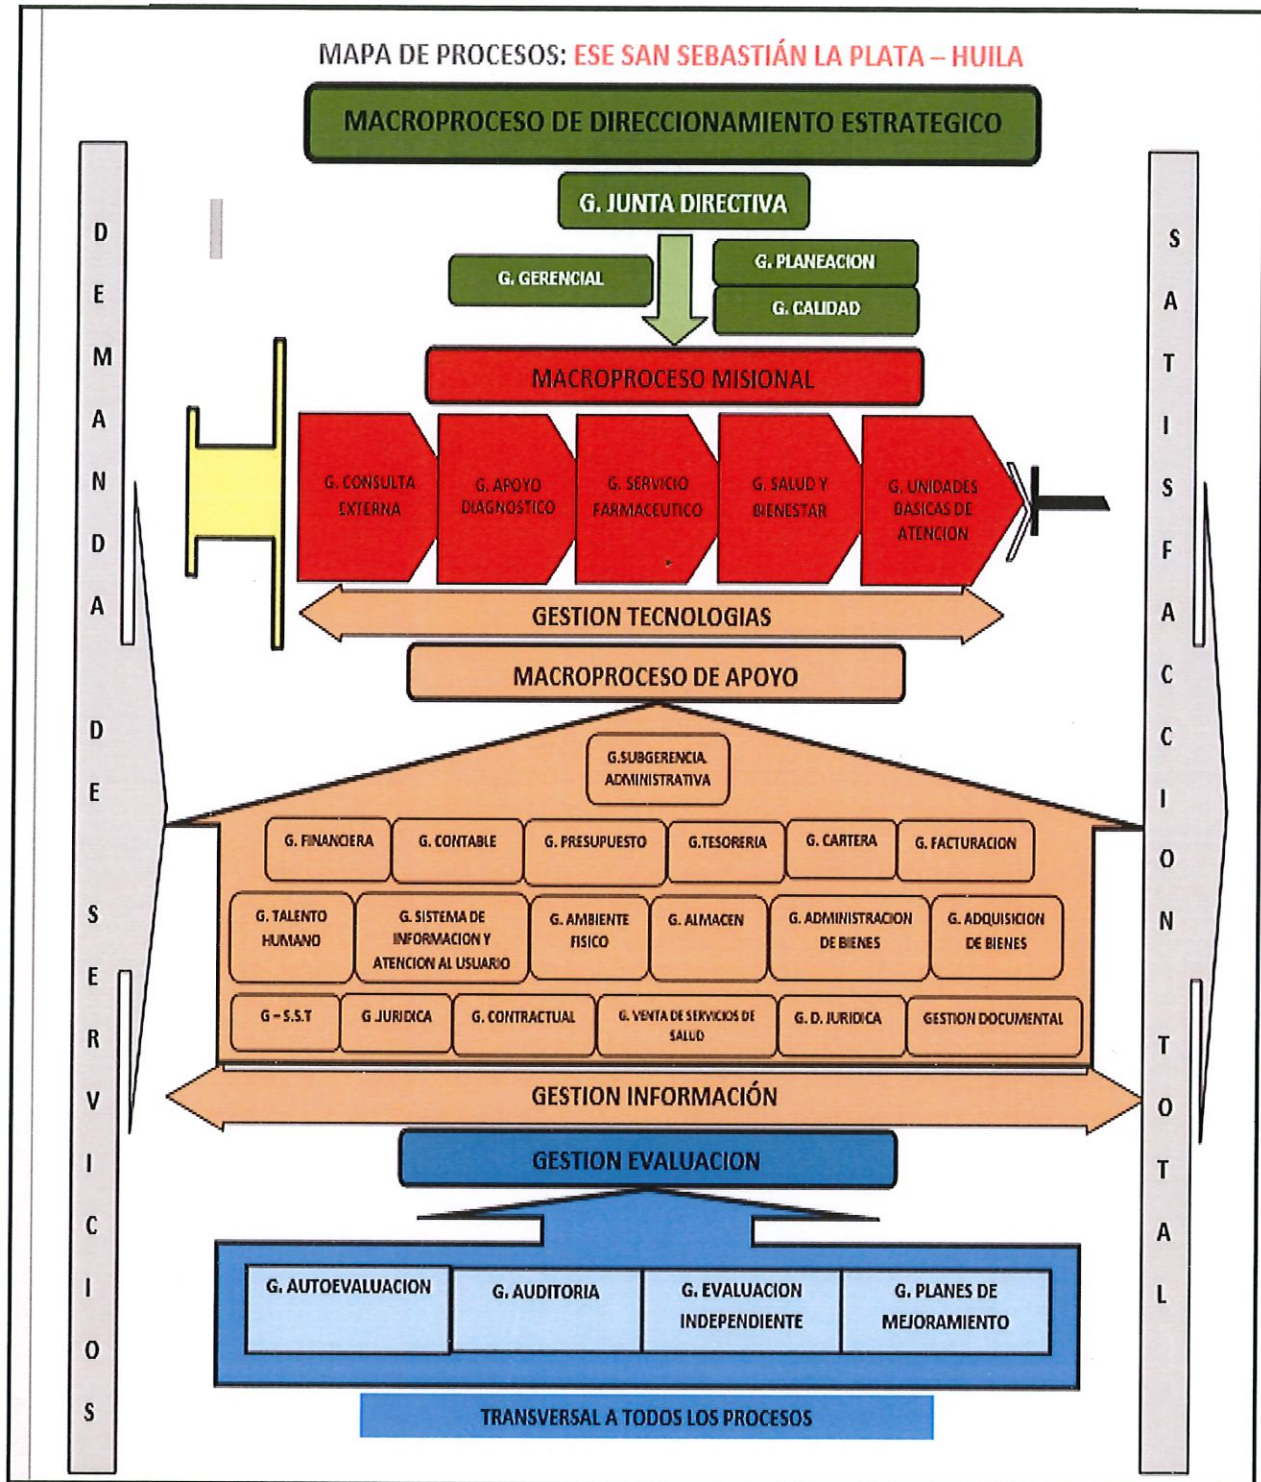 MAPA DE PROCESOS: ESE SAN SEBASTIÁN LA PLATA – HUILA
MACROPROCESO DE DIRECCIONAMIENTO ESTRATEGICO
G. JUNTA DIRECTIVA
G. GERENCIAL
G. PLANEACION
G. CALIDAD
MACROPROCESO MISIONAL
G. CONSULTA
EXTERNA
G. APOYO
DIAGNOSTICO
G. SERVICIO
FARMACEUTICO
G. SALUD Y
BIENESTAR
G. UNIDADES
BASICAS DE
ATENCION
GESTION TECNOLOGIAS
MACROPROCESO DE APOYO
G.SUBGERENCIA
ADMINISTRATIVA
G. FINANCIERA
G. CONTABLE
G. PRESUPUESTO
G.TESORERIA
G. CARTERA
G. FACTURACION
G. TALENTO
HUMANO
G. SISTEMA DE
INFORMACION Y
ATENCION AL USUARIO
G. AMBIENTE
FISICO
G. ALMACEN
G. ADMINISTRACION
DE BIENES
G. ADQUISICION
DE BIENES
G – S.S.T
G JURIDICA
G. CONTRACTUAL
G. VENTA DE SERVICIOS DE
SALUD
G. D. JURIDICA
GESTION DOCUMENTAL
GESTION INFORMACIÓN
GESTION EVALUACION
G. AUTOEVALUACION
G. AUDITORIA
G. EVALUACION
INDEPENDIENTE
G. PLANES DE
MEJORAMIENTO
TRANSVERSAL A TODOS LOS PROCESOS
DEMANDA DE SERVICIOS
SATISFACCION TOTAL